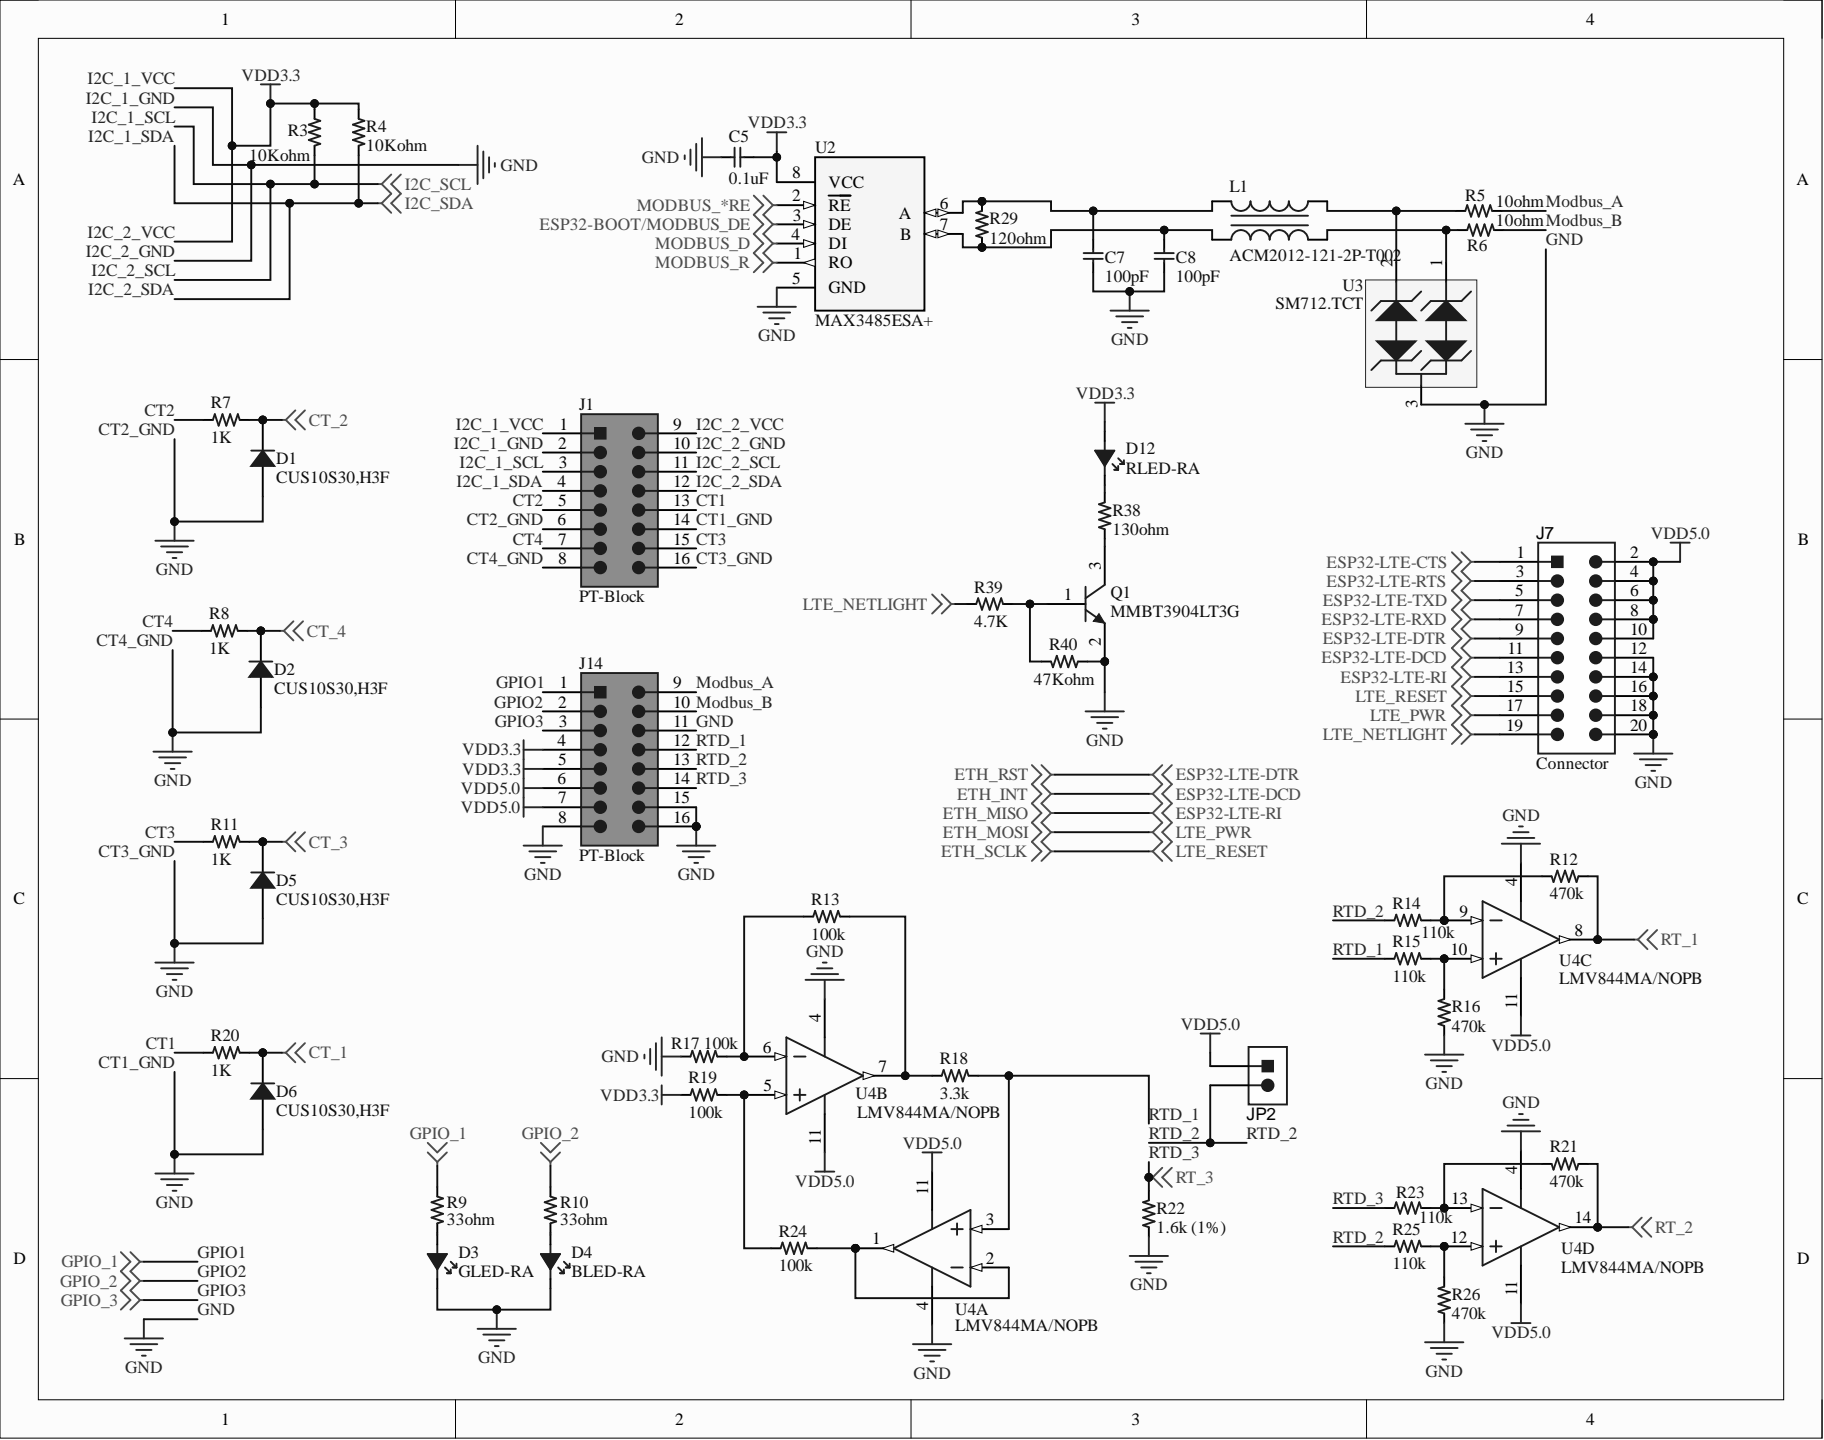 1 2 3 4
A
B
C
D
A
B
C
D
1 2 3 4
I2C_1_VCC
I2C_1_GND
I2C_1_SCL
I2C_1_SDA
VDD3.3
R3
10Kohm
R4
10Kohm
GND
I2C_SCL
I2C_SDA
I2C_2_VCC
I2C_2_GND
I2C_2_SCL
I2C_2_SDA
VDD3.3
C5
GND
0.1uF
U2
8 VCC
MODBUS_*RE 2 RE
ESP32-BOOT/MODBUS_DE 3 DE
MODBUS_D 4 DI
MODBUS_R 1 RO
5 GND
A 6
B 7
MAX3485ESA+
GND
R29
120ohm
C7
100pF
C8
100pF
GND
L1
ACM2012-121-2P-T002
R5 10ohm Modbus_A
R6 10ohm Modbus_B
GND
2
1
U3
SM712.TCT
3
GND
CT2
CT2_GND
R7
1K
CT_2
D1
CUS10S30,H3F
GND
CT4
CT4_GND
R8
1K
CT_4
D2
CUS10S30,H3F
GND
CT3
CT3_GND
R11
1K
CT_3
D5
CUS10S30,H3F
GND
CT1
CT1_GND
R20
1K
CT_1
D6
CUS10S30,H3F
GND
J1
I2C_1_VCC 1 9 I2C_2_VCC
I2C_1_GND 2 10 I2C_2_GND
I2C_1_SCL 3 11 I2C_2_SCL
I2C_1_SDA 4 12 I2C_2_SDA
CT2 5 13 CT1
CT2_GND 6 14 CT1_GND
CT4 7 15 CT3
CT4_GND 8 16 CT3_GND
PT-Block
J14
GPIO1 1 9 Modbus_A
GPIO2 2 10 Modbus_B
GPIO3 3 11 GND
VDD3.3 4 12 RTD_1
VDD3.3 5 13 RTD_2
VDD5.0 6 14 RTD_3
VDD5.0 7 15
8 16
PT-Block
GND
GND
VDD3.3
D12
RLED-RA
R38
130ohm
LTE_NETLIGHT
R39
4.7K
1
3
2
Q1
MMBT3904LT3G
R40
47Kohm
GND
ETH_RST ESP32-LTE-DTR
ETH_INT ESP32-LTE-DCD
ETH_MISO ESP32-LTE-RI
ETH_MOSI LTE_PWR
ETH_SCLK LTE_RESET
J7
VDD5.0
ESP32-LTE-CTS 1 2
ESP32-LTE-RTS 3 4
ESP32-LTE-TXD 5 6
ESP32-LTE-RXD 7 8
ESP32-LTE-DTR 9 10
ESP32-LTE-DCD 11 12
ESP32-LTE-RI 13 14
LTE_RESET 15 16
LTE_PWR 17 18
LTE_NETLIGHT 19 20
Connector
GND
GND
R12
470k
4
RTD_2 R14 110k 9
RTD_1 R15 110k 10
8
RT_1
U4C
LMV844MA/NOPB
11
VDD5.0
R16
470k
GND
R13
100k
GND
4
GND R17 100k 6
VDD3.3 R19 100k 5
7
U4B
LMV844MA/NOPB
11
VDD5.0
R18
3.3k
VDD5.0
JP2
RTD_1
RTD_2
RTD_2
RTD_3
RT_3
R22
1.6k (1%)
GND
VDD5.0
11
3
2
1
R24
100k
4
U4A
LMV844MA/NOPB
GND
GND
R21
470k
4
RTD_3 R23 110k 13
RTD_2 R25 110k 12
14
RT_2
U4D
LMV844MA/NOPB
11
VDD5.0
R26
470k
GND
GPIO_1
GPIO_2
R9
33ohm
R10
33ohm
D3
GLED-RA
D4
BLED-RA
GND
GPIO_1 GPIO1
GPIO_2 GPIO2
GPIO_3 GPIO3
GND
GND